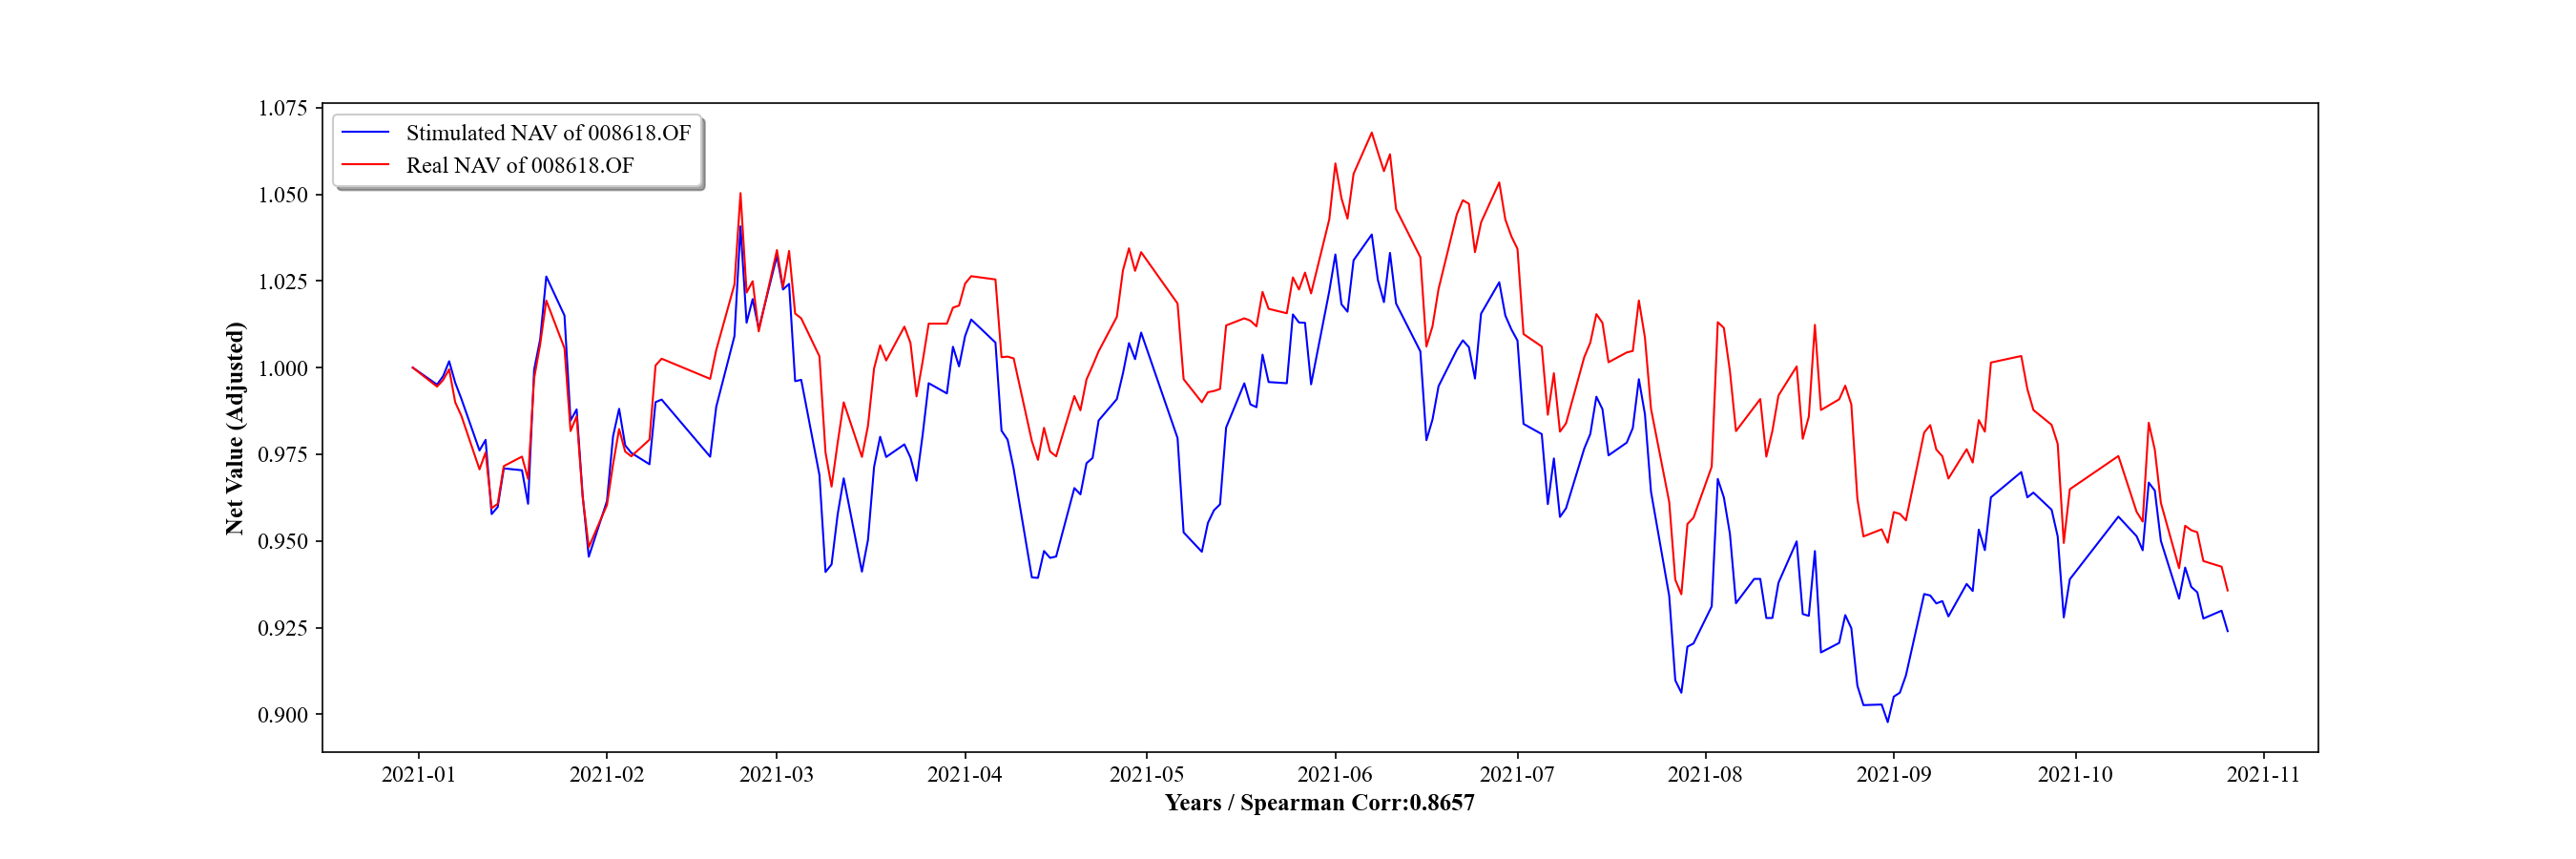 Stimulated NAV of 008618.OF
Real NAV of 008618.OF
Net Value (Adjusted)
1.075
1.050
1.025
1.000
0.975
0.950
0.925
0.900
2021-01 2021-02 2021-03 2021-04 2021-05 2021-06 2021-07 2021-08 2021-09 2021-10 2021-11
Years / Spearman Corr:0.8657